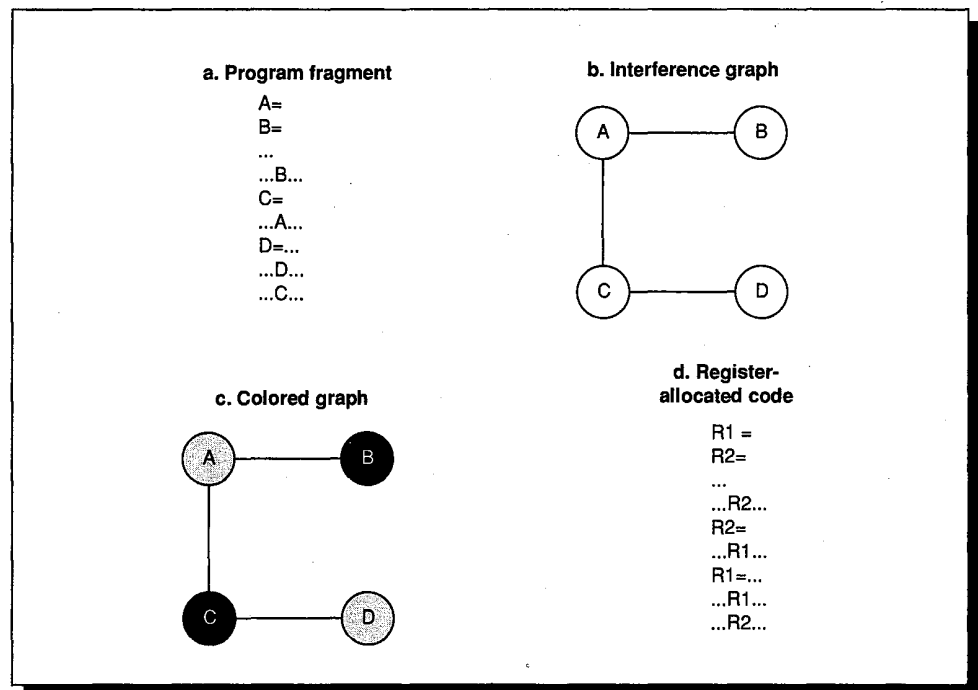 a. Program fragment
A=
B=
...
...B...
C=
...A...
D=...
...D...
...C...
b. Interference graph
A
B
C
D
c. Colored graph
A
B
C
D
d. Register-
allocated code
R1 =
R2=
...
...R2...
R2=
...R1...
R1=...
...R1...
...R2...